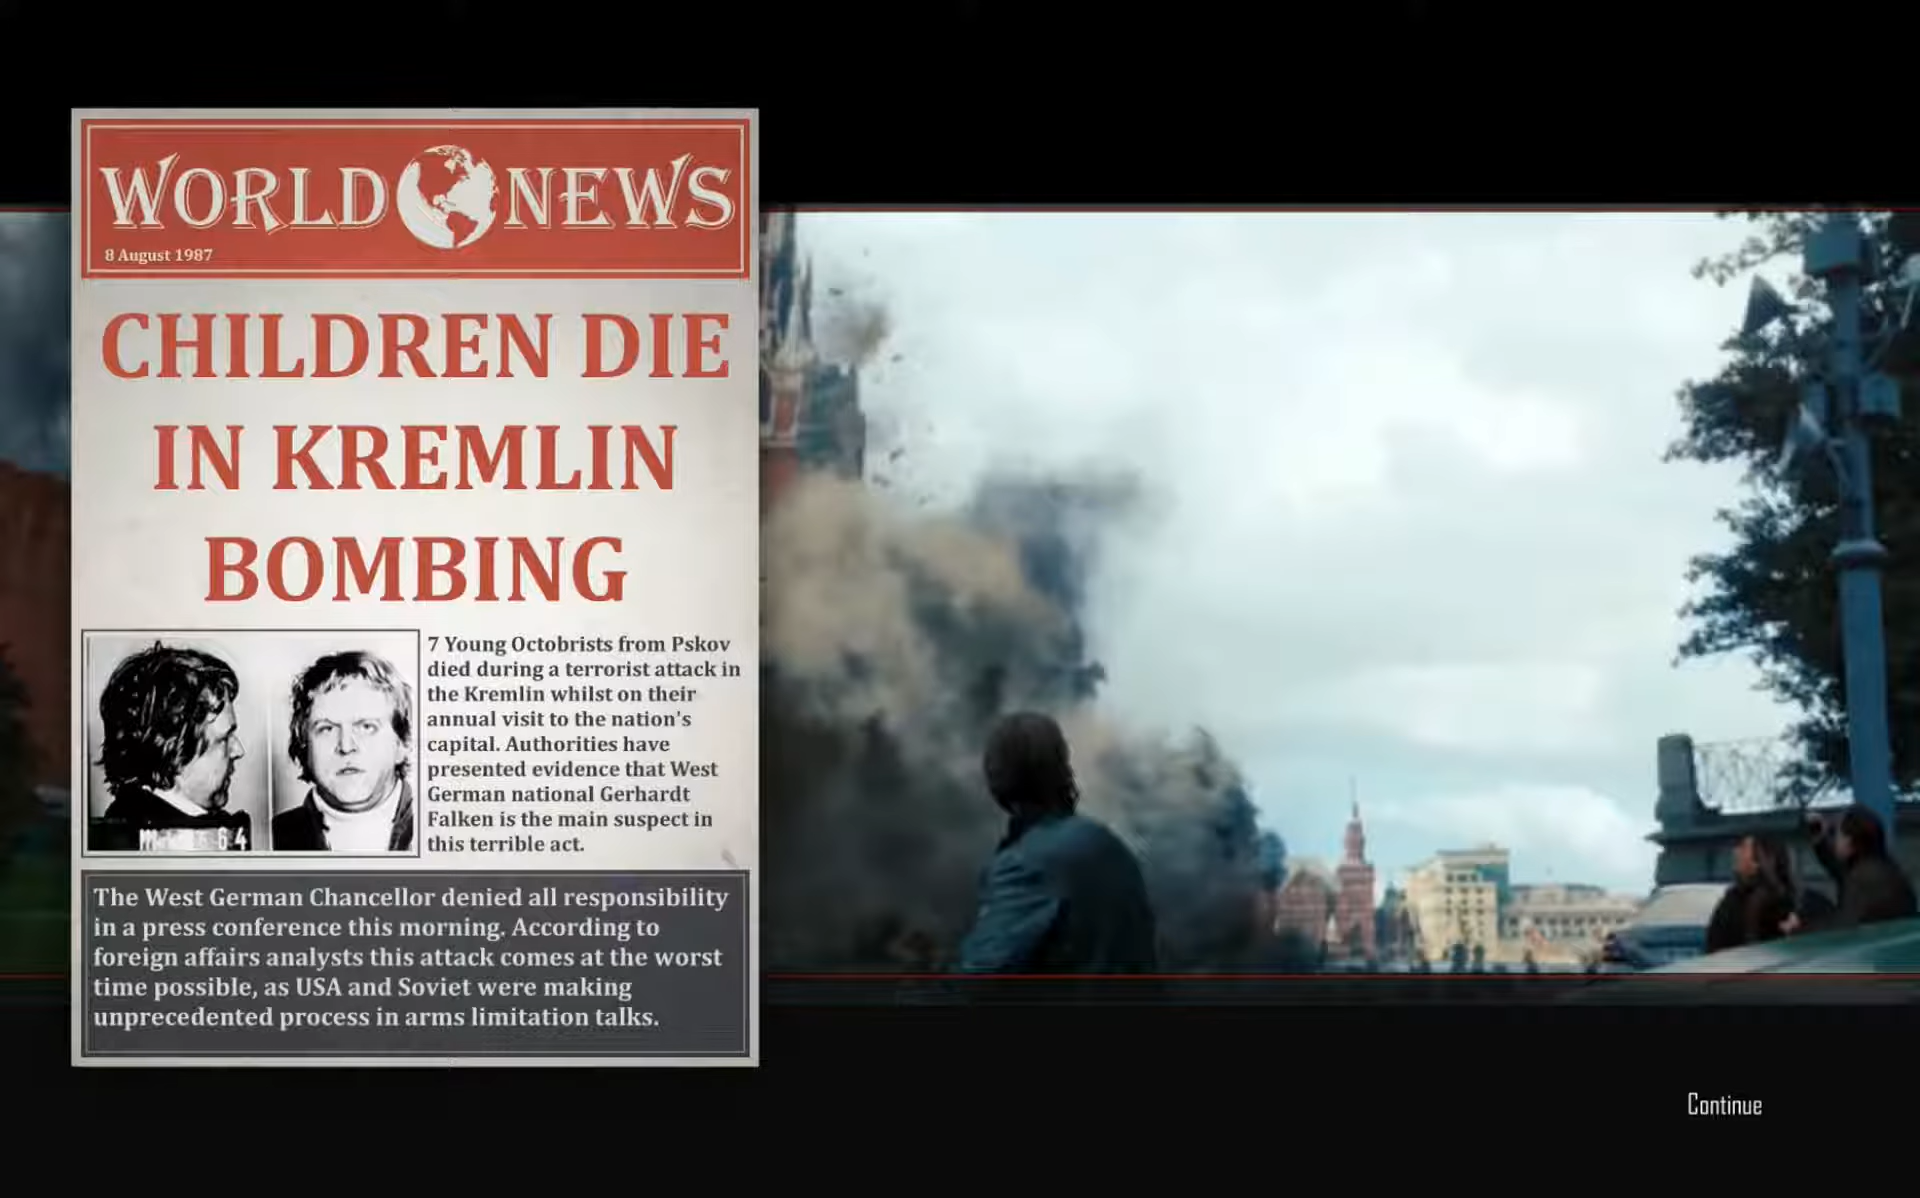 WORLD NEWS
8 August 1987
CHILDREN DIE
IN KREMLIN
BOMBING
7 Young Octobrists from Pskov
died during a terrorist attack in
the Kremlin whilst on their
annual visit to the nation's
capital. Authorities have
presented evidence that West
German national Gerhardt
Falken is the main suspect in
this terrible act.
The West German Chancellor denied all responsibility
in a press conference this morning. According to
foreign affairs analysts this attack comes at the worst
time possible, as USA and Soviet were making
unprecedented process in arms limitation talks.
Continue